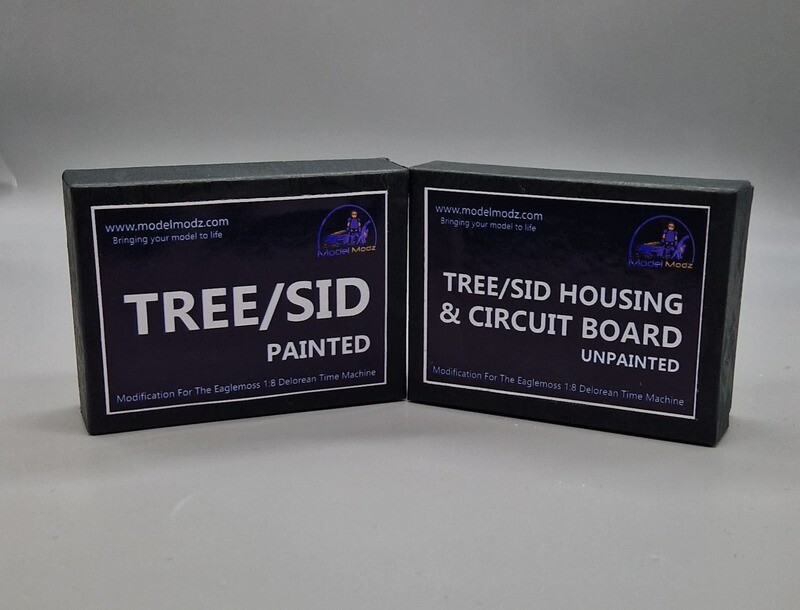 www.modelmodz.com
Bringing your model to life
Model Modz
TREE/SID
PAINTED
Modification For The Eaglemoss 1:8 Delorean Time Machine
www.modelmodz.com
Bringing your model to life
Model Modz
TREE/SID HOUSING
& CIRCUIT BOARD
UNPAINTED
Modification For The Eaglemoss 1:8 Delorean Time Machine